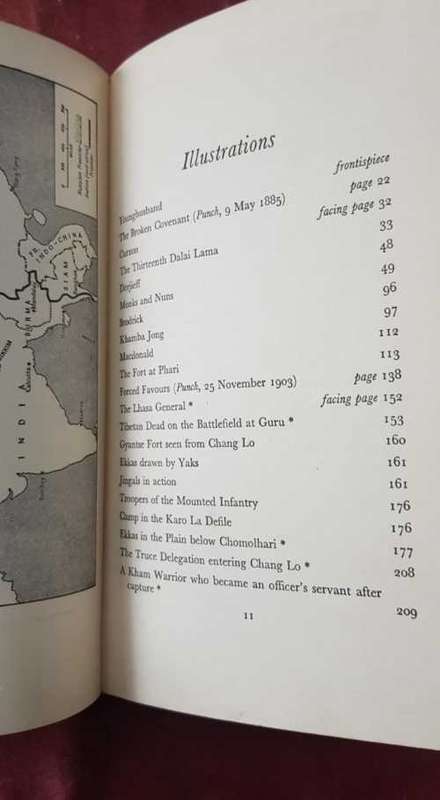 FR. INDO-CHINA
SIAM
BURMA
INDI
Illustrations
Younghusband frontispiece
The Broken Covenant (Punch, 9 May 1885) page 22
Curzon facing page 32
The Thirteenth Dalai Lama 33
Dorjieff 48
Monks and Nuns 49
Brodrick 96
Khamba Jong 97
Macdonald 112
The Fort at Phari 113
Forced Favours (Punch, 25 November 1903) page 138
The Lhasa General * facing page 152
Tibetan Dead on the Battlefield at Guru * 153
Gyantse Fort seen from Chang Lo 160
Ekkas drawn by Yaks 161
Jingals in action 161
Troopers of the Mounted Infantry 176
Camp in the Karo La Defile 176
Ekkas in the Plain below Chomolhari * 177
The Truce Delegation entering Chang Lo * 208
A Kham Warrior who became an officer's servant after
capture * 209
11